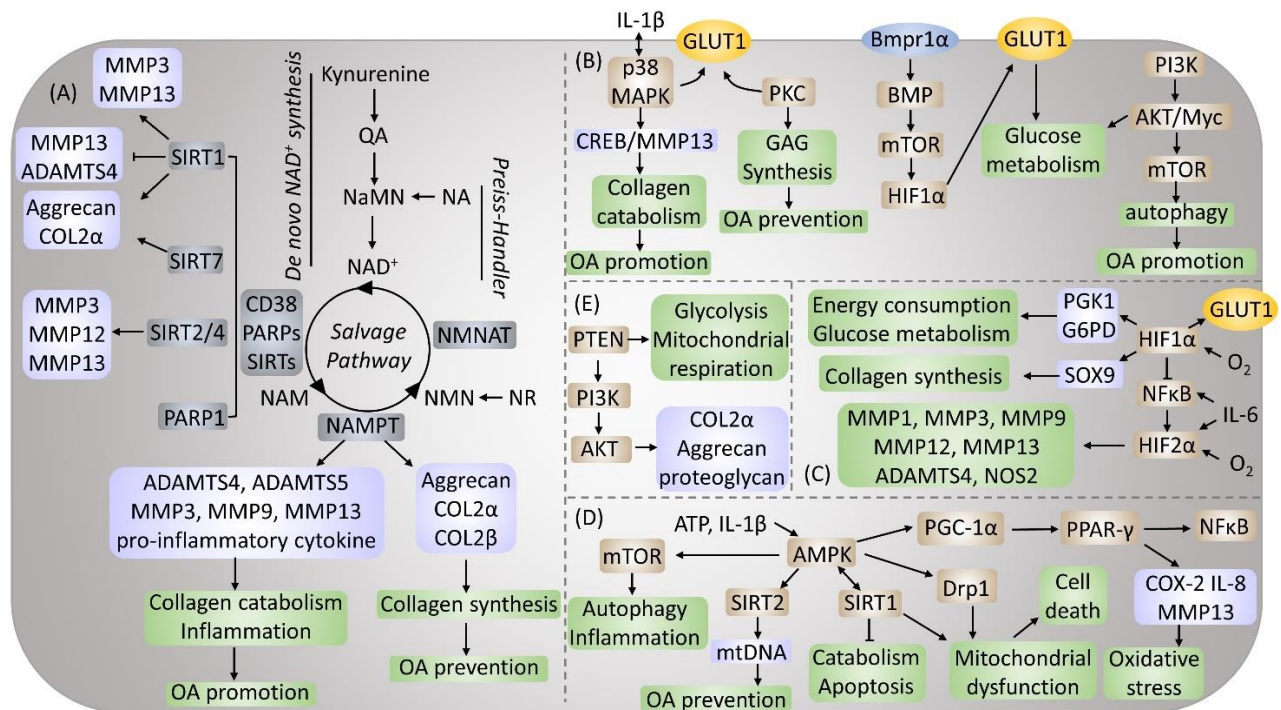 (A)
MMP3
MMP13
MMP13
ADAMTS4
SIRT1
Aggrecan
COL2α
SIRT7
MMP3
MMP12
MMP13
SIRT2/4
PARP1
De novo NAD⁺ synthesis
Kynurenine
QA
NaMN
NA
Preiss-Handler
NAD⁺
CD38
PARPs
SIRTs
Salvage
Pathway
NMNAT
NAM
NMN
NR
NAMPT
ADAMTS4, ADAMTS5
MMP3, MMP9, MMP13
pro-inflammatory cytokine
Aggrecan
COL2α
COL2β
Collagen catabolism
Inflammation
Collagen synthesis
OA promotion
OA prevention
(B)
IL-1β
GLUT1
p38
MAPK
PKC
CREB/MMP13
GAG
Synthesis
Collagen
catabolism
OA prevention
OA promotion
Bmpr1α
BMP
mTOR
HIF1α
GLUT1
Glucose
metabolism
PI3K
AKT/Myc
mTOR
autophagy
OA promotion
(E)
PTEN
Glycolysis
Mitochondrial
respiration
PI3K
AKT
COL2α
Aggrecan
proteoglycan
Energy consumption
Glucose metabolism
PGK1
G6PD
GLUT1
HIF1α
O₂
Collagen synthesis
SOX9
NFκB
IL-6
MMP1, MMP3, MMP9
MMP12, MMP13
ADAMTS4, NOS2
HIF2α
O₂
(C)
(D)
ATP, IL-1β
mTOR
AMPK
PGC-1α
PPAR-γ
NFκB
Autophagy
Inflammation
SIRT2
SIRT1
Drp1
Cell
death
COX-2 IL-8
MMP13
mtDNA
OA prevention
Catabolism
Apoptosis
Mitochondrial
dysfunction
Oxidative
stress